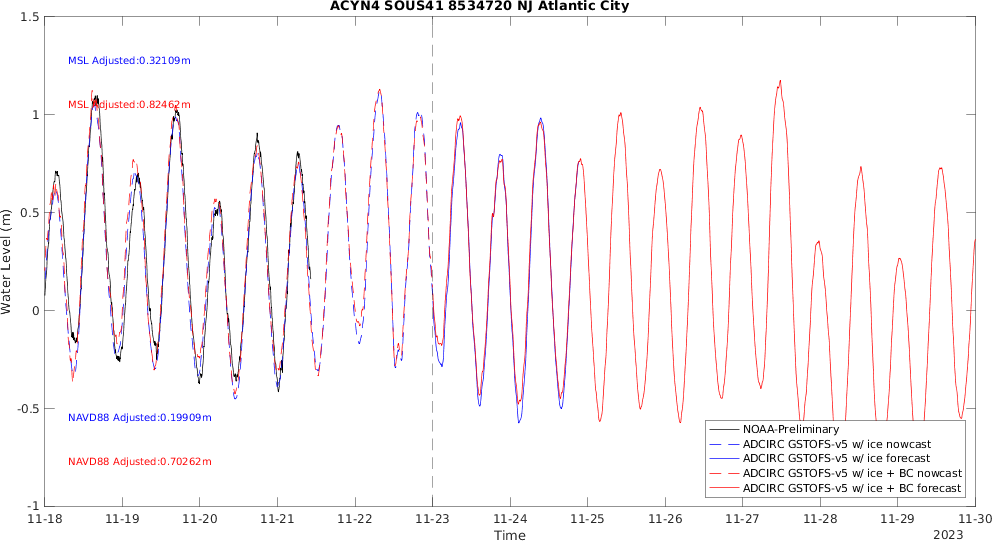 ACYN4 SOUS41 8534720 NJ Atlantic City
1.5
1
0.5
0
-0.5
-1
Water Level (m)
MSL Adjusted:0.32109m
MSL Adjusted:0.82462m
NAVD88 Adjusted:0.19909m
NAVD88 Adjusted:0.70262m
NOAA-Preliminary
ADCIRC GSTOFS-v5 w/ ice nowcast
ADCIRC GSTOFS-v5 w/ ice forecast
ADCIRC GSTOFS-v5 w/ ice + BC nowcast
ADCIRC GSTOFS-v5 w/ ice + BC forecast
11-18 11-19 11-20 11-21 11-22 11-23 11-24 11-25 11-26 11-27 11-28 11-29 11-30
Time
2023